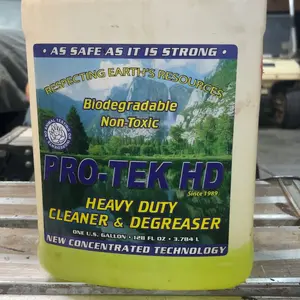 • AS SAFE AS IT IS STRONG •
RESPECTING EARTH'S RESOURCES
Biodegradable
Non-Toxic
PRO-TEK HD
Since 1989
HEAVY DUTY
CLEANER & DEGREASER
ONE U.S. GALLON • 128 FL OZ • 3.784 L
NEW CONCENTRATED TECHNOLOGY